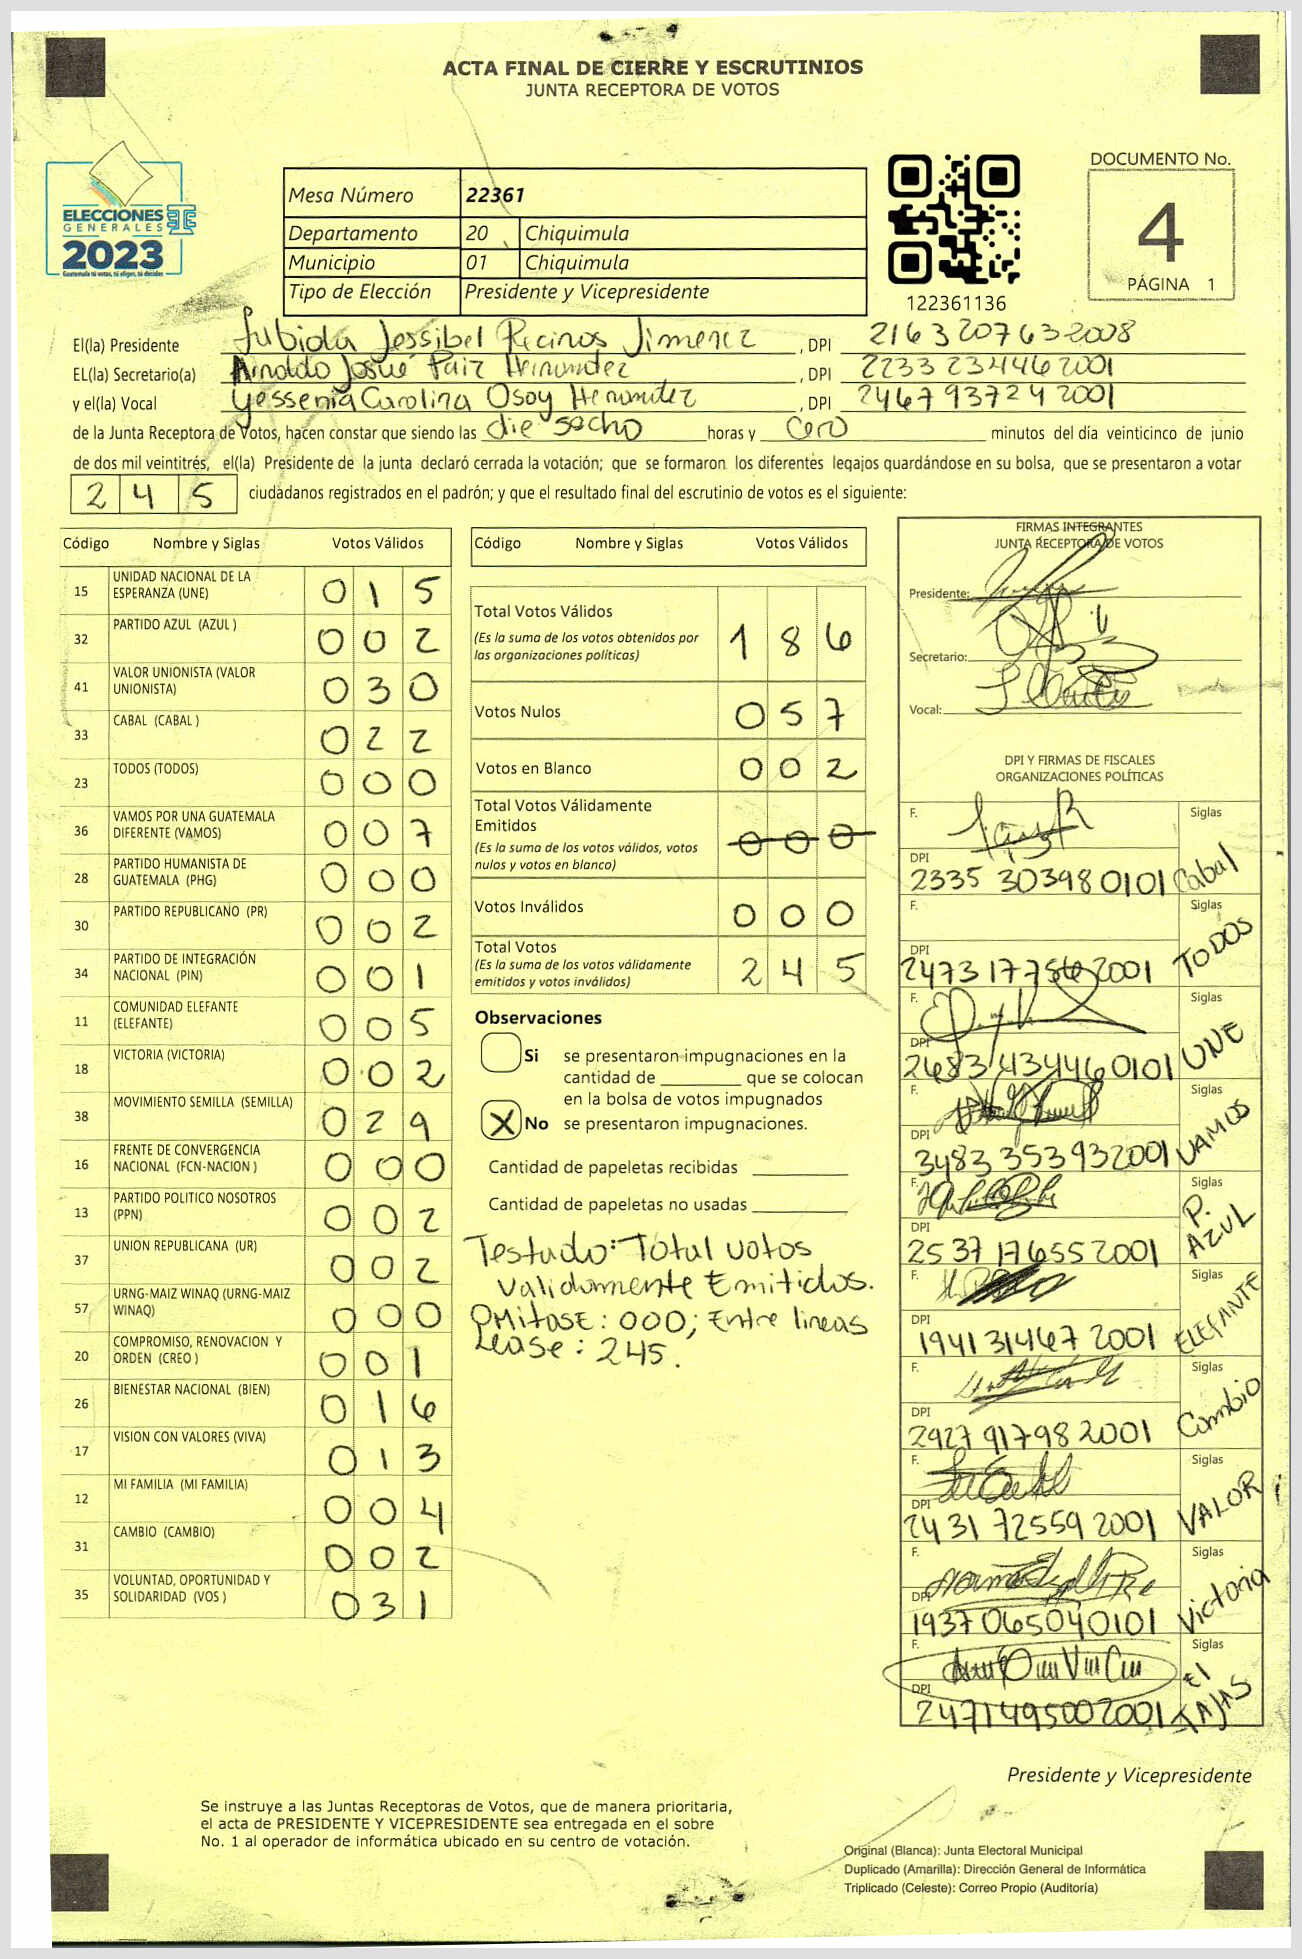 ACTA FINAL DE CIERRE Y ESCRUTINIOS
JUNTA RECEPTORA DE VOTOS
DOCUMENTO No.
4
PÁGINA 1
ELECCIONES
GENERALES
2023
Guatemala tú votas, tú eliges, tú decides
Mesa Número 22361
Departamento 20 Chiquimula
Municipio 01 Chiquimula
Tipo de Elección Presidente y Vicepresidente
122361136
El(la) Presidente Jessibel Recinos Jimenez , DPI 2163 20763 2008
EL(la) Secretario(a) Arnoldo Josué Paiz Hernandez , DPI 2233 23446 2001
y el(la) Vocal Yessenia Carolina Osoy Hernandez , DPI 2467 93724 2001
de la Junta Receptora de Votos, hacen constar que siendo las die socho horas y Cero minutos del día veinticinco de junio
de dos mil veintitrés, el(la) Presidente de la junta declaró cerrada la votación; que se formaron los diferentes legajos guardándose en su bolsa, que se presentaron a votar
2 4 5 ciudadanos registrados en el padrón; y que el resultado final del escrutinio de votos es el siguiente:
Código Nombre y Siglas Votos Válidos
15 UNIDAD NACIONAL DE LA ESPERANZA (UNE) 0 1 5
32 PARTIDO AZUL (AZUL ) 0 0 2
41 VALOR UNIONISTA (VALOR UNIONISTA) 0 3 0
33 CABAL (CABAL ) 0 2 2
23 TODOS (TODOS) 0 0 0
36 VAMOS POR UNA GUATEMALA DIFERENTE (VAMOS) 0 0 7
28 PARTIDO HUMANISTA DE GUATEMALA (PHG) 0 0 0
30 PARTIDO REPUBLICANO (PR) 0 0 2
34 PARTIDO DE INTEGRACIÓN NACIONAL (PIN) 0 0 1
11 COMUNIDAD ELEFANTE (ELEFANTE) 0 0 5
18 VICTORIA (VICTORIA) 0 0 2
38 MOVIMIENTO SEMILLA (SEMILLA) 0 2 9
16 FRENTE DE CONVERGENCIA NACIONAL (FCN-NACION ) 0 0 0
13 PARTIDO POLITICO NOSOTROS (PPN) 0 0 2
37 UNION REPUBLICANA (UR) 0 0 2
57 URNG-MAIZ WINAQ (URNG-MAIZ WINAQ) 0 0 0
20 COMPROMISO, RENOVACION Y ORDEN (CREO ) 0 0 1
26 BIENESTAR NACIONAL (BIEN) 0 1 6
17 VISION CON VALORES (VIVA) 0 1 3
12 MI FAMILIA (MI FAMILIA) 0 0 4
31 CAMBIO (CAMBIO) 0 0 2
35 VOLUNTAD, OPORTUNIDAD Y SOLIDARIDAD (VOS ) 0 3 1
Código Nombre y Siglas Votos Válidos
Total Votos Válidos 1 8 6
(Es la suma de los votos obtenidos por
las organizaciones políticas)
Votos Nulos 0 5 7
Votos en Blanco 0 0 2
Total Votos Válidamente
Emitidos 0 0 0
(Es la suma de los votos válidos, votos
nulos y votos en blanco)
Votos Inválidos 0 0 0
Total Votos 2 4 5
(Es la suma de los votos válidamente
emitidos y votos inválidos)
Observaciones
Si se presentaron impugnaciones en la
cantidad de ________ que se colocan
en la bolsa de votos impugnados
X No se presentaron impugnaciones.
Cantidad de papeletas recibidas ________
Cantidad de papeletas no usadas ________
Testado: Total votos
Validamente Emitidos.
Omitase: 000; Entre lineas
Lease: 245.
FIRMAS INTEGRANTES
JUNTA RECEPTORA DE VOTOS
Presidente:
Secretario:
Vocal:
DPI Y FIRMAS DE FISCALES
ORGANIZACIONES POLÍTICAS
F. Siglas
DPI
2335 30398 0101 Cabal
F. Siglas
DPI
2473 17756 2001 TODOS
F. Siglas
DPI
2683 43446 0101 UNE
F. Siglas
DPI
3483 35393 2001 VAMOS
F. Siglas
DPI
2537 17655 2001 P. AZUL
F. Siglas
DPI
1941 31467 2001 ELEFANTE
F. Siglas
DPI
2927 91798 2001 Cambio
F. Siglas
DPI
2431 72559 2001 VALOR
F. Siglas
DPI
1937 06504 0101 Victoria
F. Siglas
DPI
2471 49500 2001
Presidente y Vicepresidente
Se instruye a las Juntas Receptoras de Votos, que de manera prioritaria,
el acta de PRESIDENTE Y VICEPRESIDENTE sea entregada en el sobre
No. 1 al operador de informática ubicado en su centro de votación.
Original (Blanca): Junta Electoral Municipal
Duplicado (Amarilla): Dirección General de Informática
Triplicado (Celeste): Correo Propio (Auditoría)